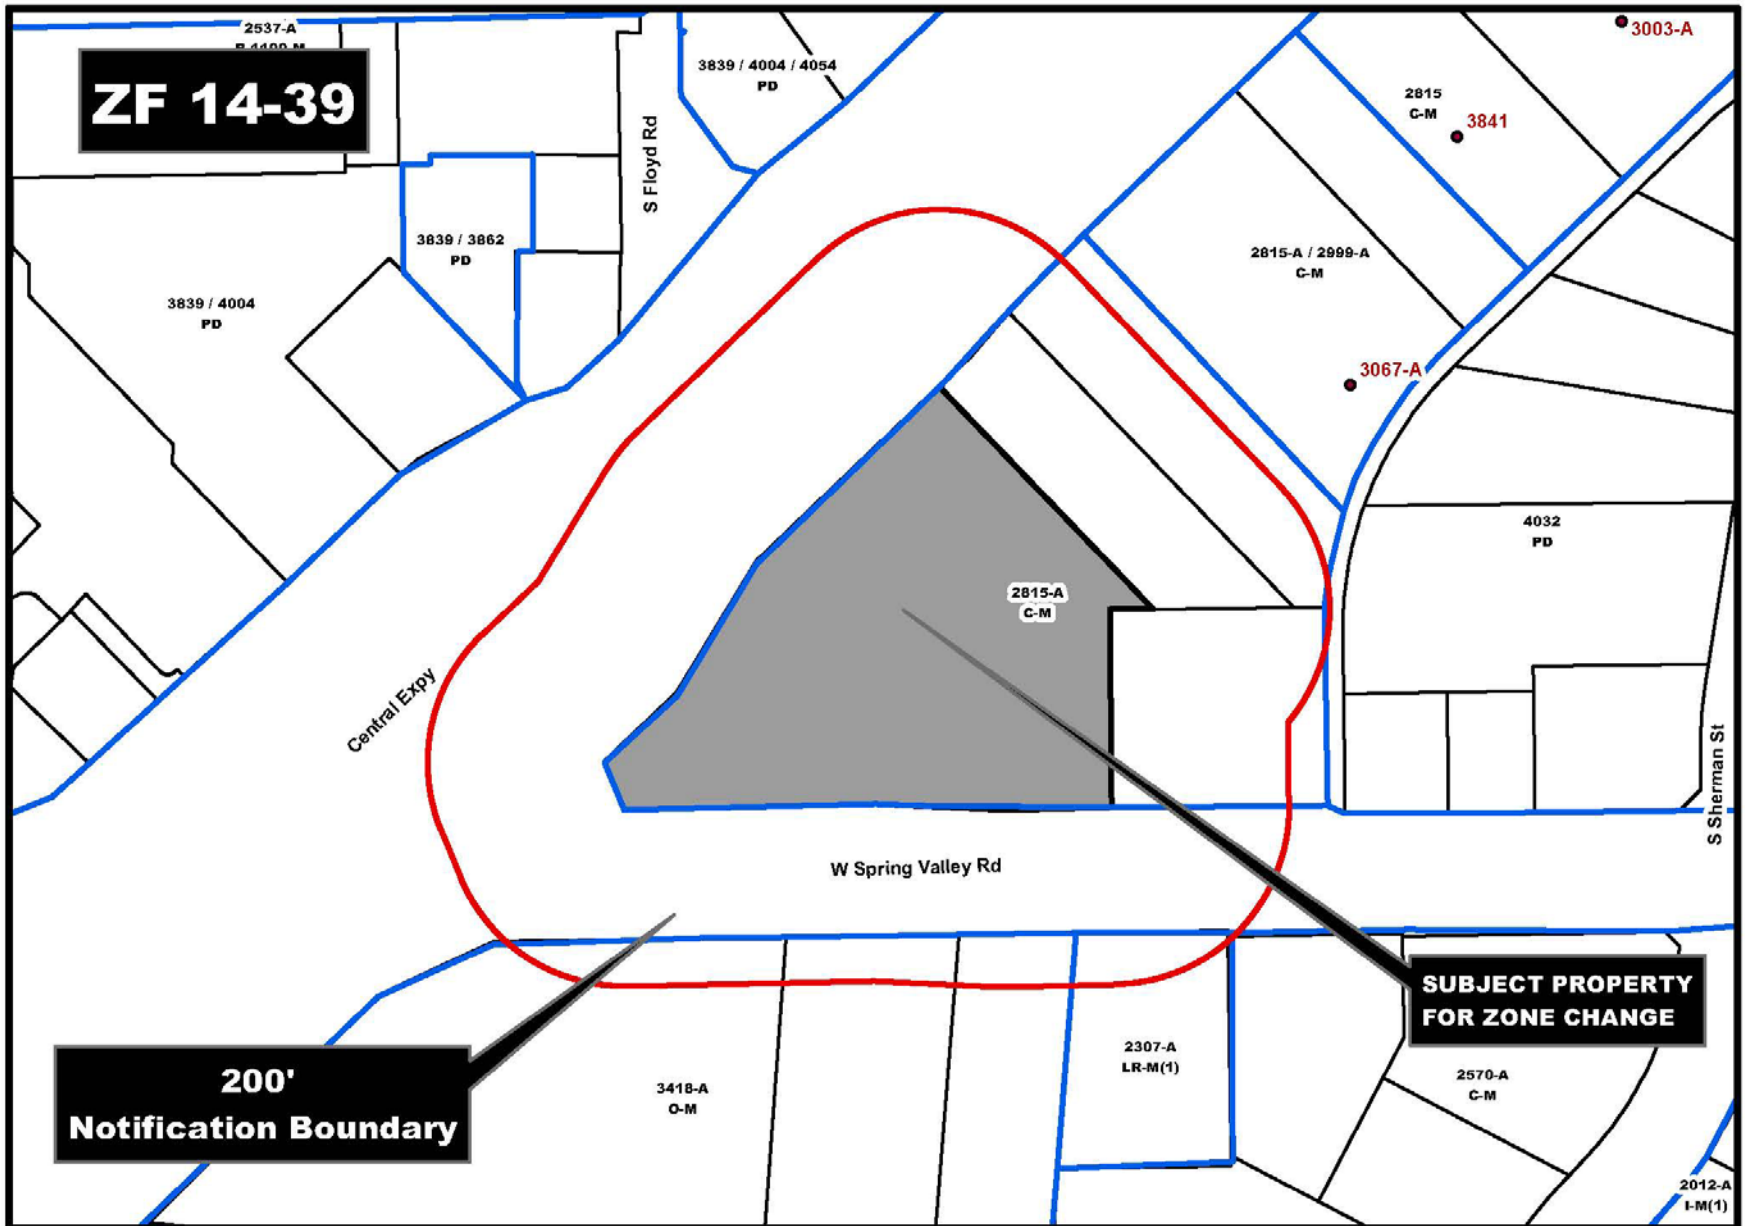 2537-A
R-1100-M
ZF 14-39
3839 / 4004 / 4054
PD
3003-A
2815
C-M
3841
S Floyd Rd
3839 / 3862
PD
2815-A / 2999-A
C-M
3839 / 4004
PD
3067-A
4032
PD
2815-A
C-M
Central Expy
S Sherman St
W Spring Valley Rd
SUBJECT PROPERTY
FOR ZONE CHANGE
200'
Notification Boundary
3418-A
O-M
2307-A
LR-M(1)
2570-A
C-M
2012-A
I-M(1)